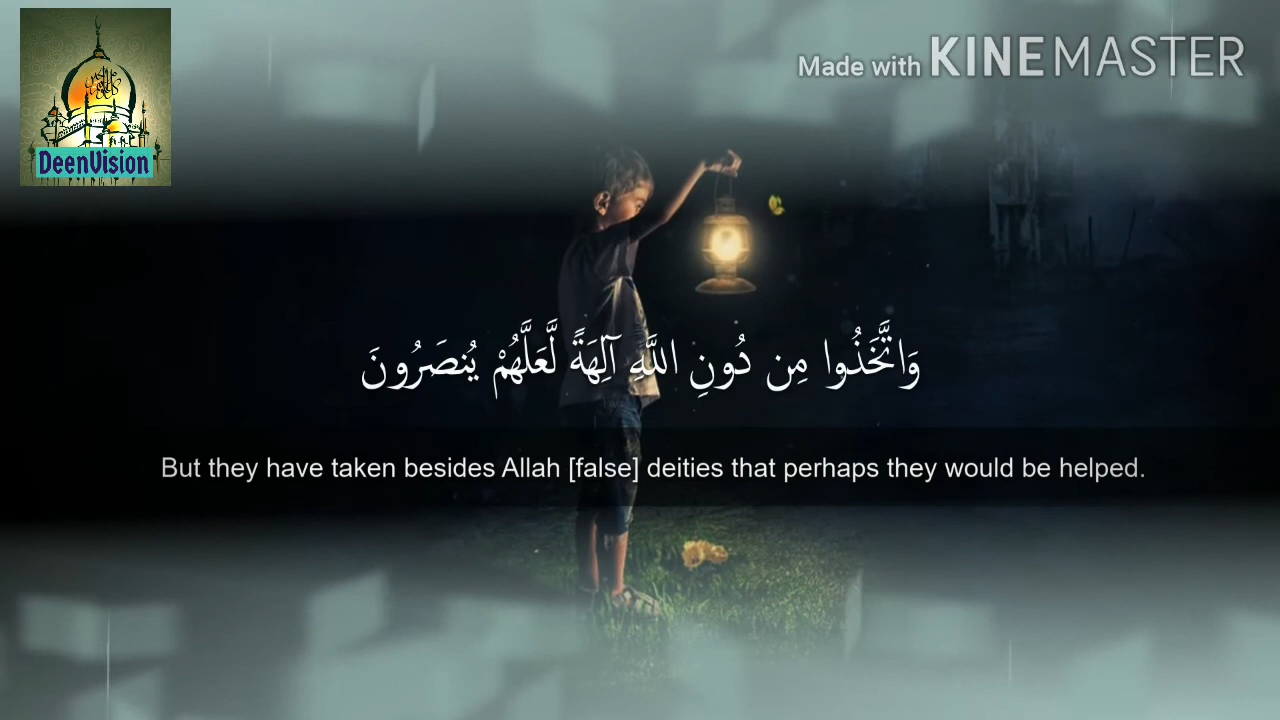 Made with KINEMASTER
DeenVision
وَاتَّخَذُوا مِن دُونِ اللَّهِ آلِهَةً لَّعَلَّهُمْ يُنصَرُونَ
But they have taken besides Allah [false] deities that perhaps they would be helped.